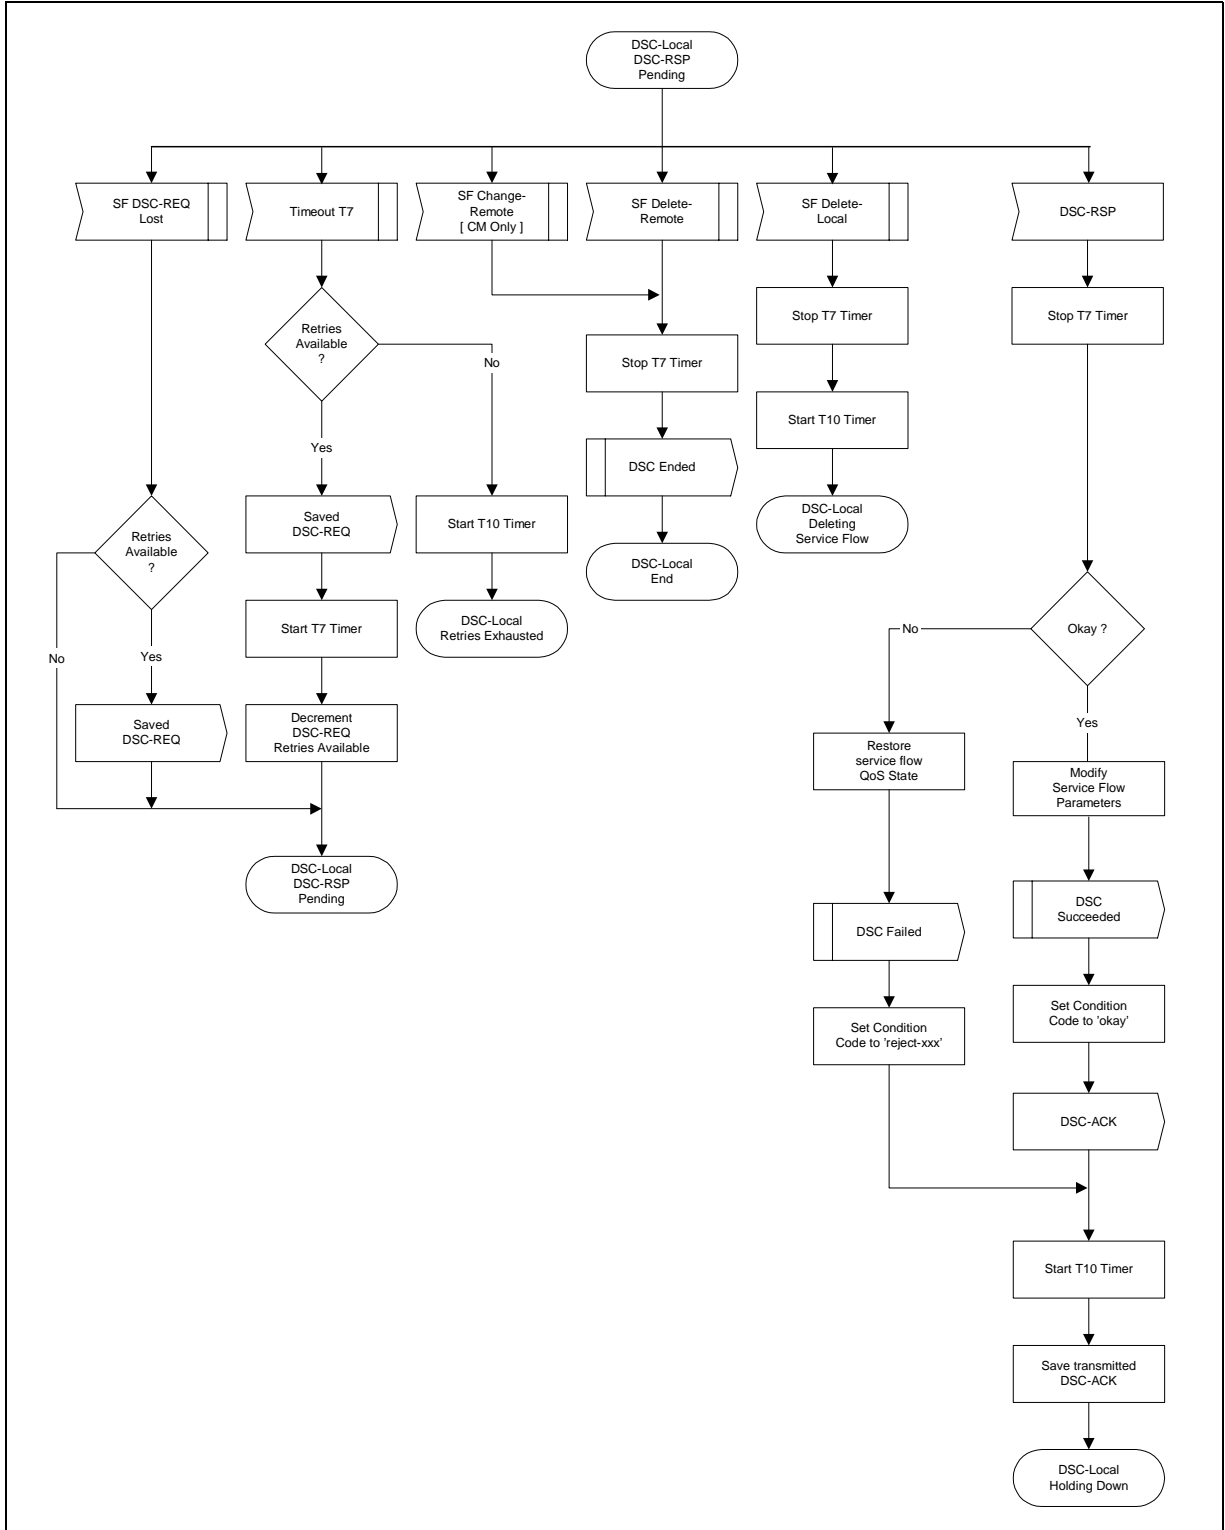 DSC-Local
DSC-RSP
Pending
SF DSC-REQ
Lost
Timeout T7
SF Change-
Remote
[ CM Only ]
SF Delete-
Remote
SF Delete-
Local
DSC-RSP
Retries
Available
?
No
Stop T7 Timer
Stop T7 Timer
Stop T7 Timer
Start T10 Timer
Yes
DSC Ended
Saved
DSC-REQ
Start T10 Timer
DSC-Local
Deleting
Service Flow
Retries
Available
?
DSC-Local
End
Start T7 Timer
DSC-Local
Retries Exhausted
No
Okay ?
No
Yes
Saved
DSC-REQ
Decrement
DSC-REQ
Retries Available
Yes
Restore
service flow
QoS State
Modify
Service Flow
Parameters
DSC-Local
DSC-RSP
Pending
DSC Failed
DSC
Succeeded
Set Condition
Code to 'reject-xxx'
Set Condition
Code to 'okay'
DSC-ACK
Start T10 Timer
Save transmitted
DSC-ACK
DSC-Local
Holding Down